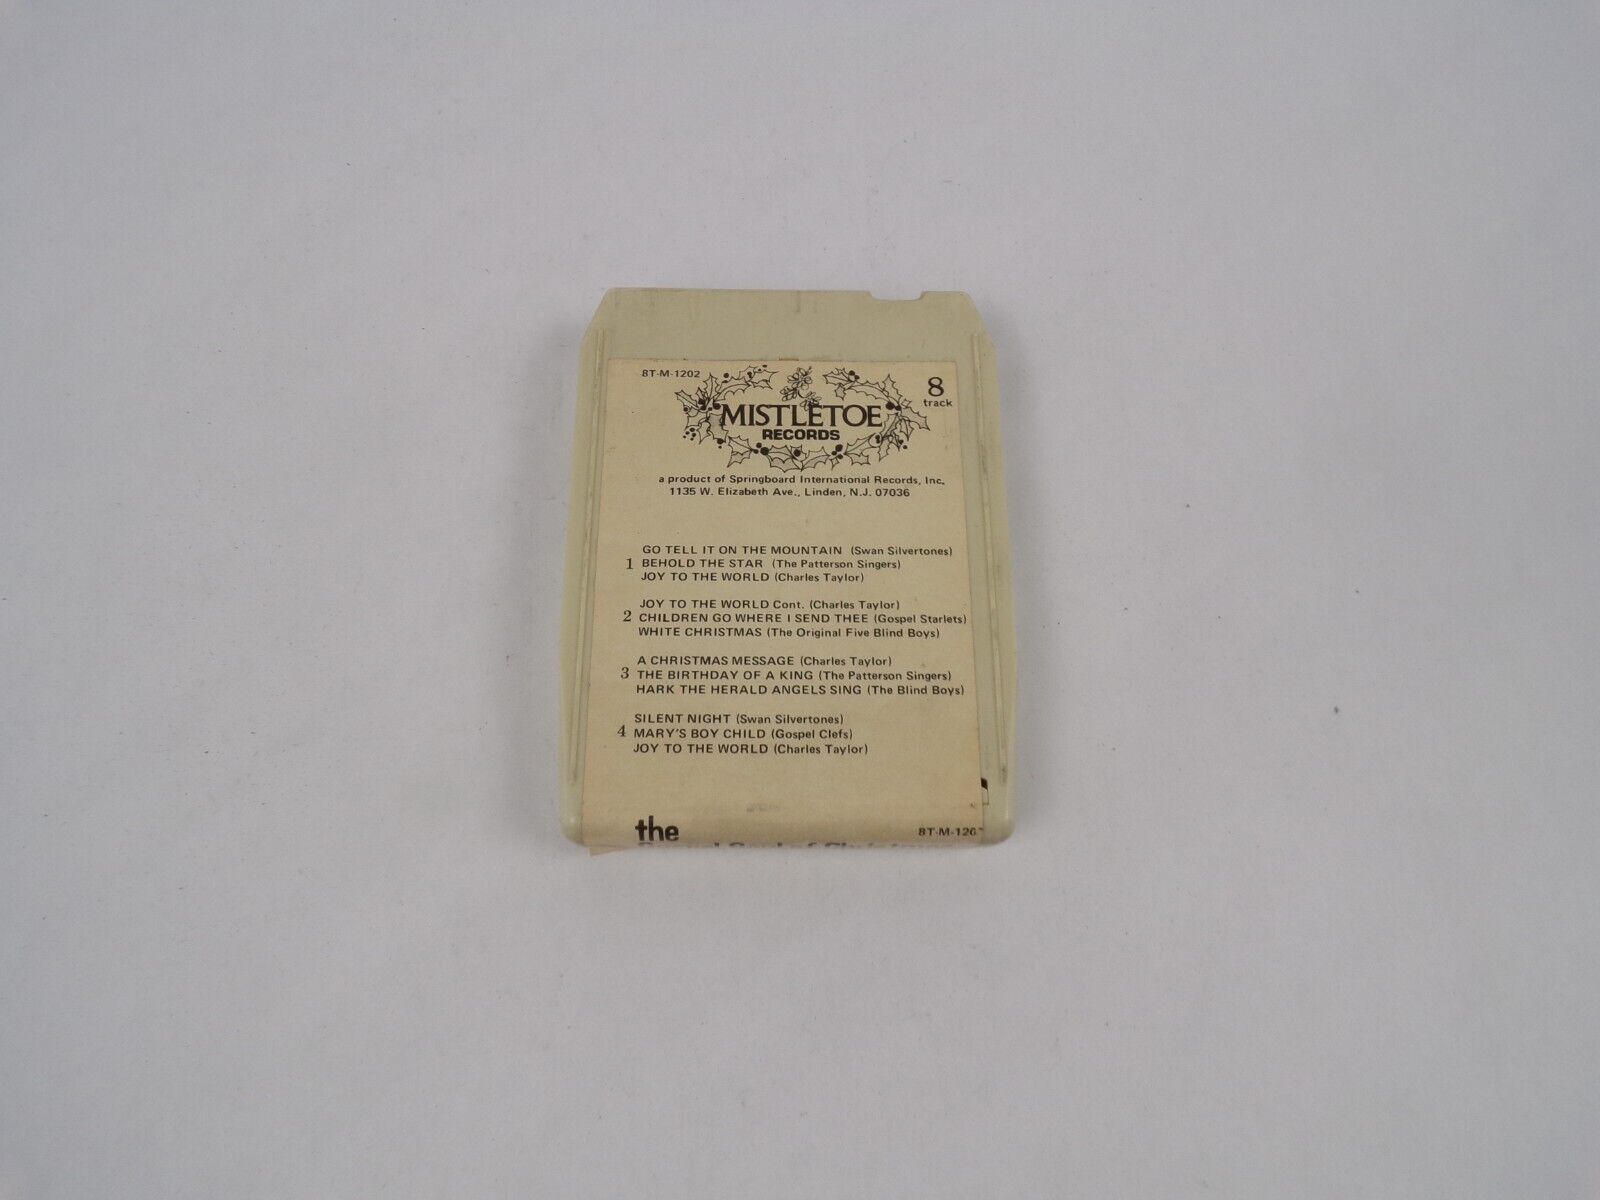 8T-M-1202
8
track
MISTLETOE
RECORDS
a product of Springboard International Records, Inc.
1135 W. Elizabeth Ave., Linden, N.J. 07036
GO TELL IT ON THE MOUNTAIN (Swan Silvertones)
1 BEHOLD THE STAR (The Patterson Singers)
JOY TO THE WORLD (Charles Taylor)
JOY TO THE WORLD Cont. (Charles Taylor)
2 CHILDREN GO WHERE I SEND THEE (Gospel Starlets)
WHITE CHRISTMAS (The Original Five Blind Boys)
A CHRISTMAS MESSAGE (Charles Taylor)
3 THE BIRTHDAY OF A KING (The Patterson Singers)
HARK THE HERALD ANGELS SING (The Blind Boys)
SILENT NIGHT (Swan Silvertones)
4 MARY'S BOY CHILD (Gospel Clefs)
JOY TO THE WORLD (Charles Taylor)
the
8T-M-120